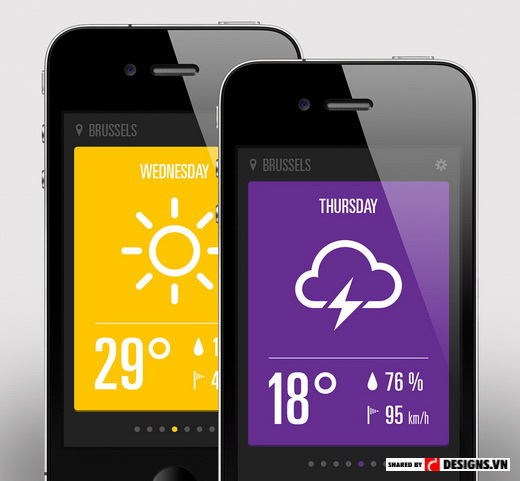 BRUSSELS
WEDNESDAY
29°
BRUSSELS
THURSDAY
18°
76 %
95 km/h
SHARED BY DESIGNS.VN